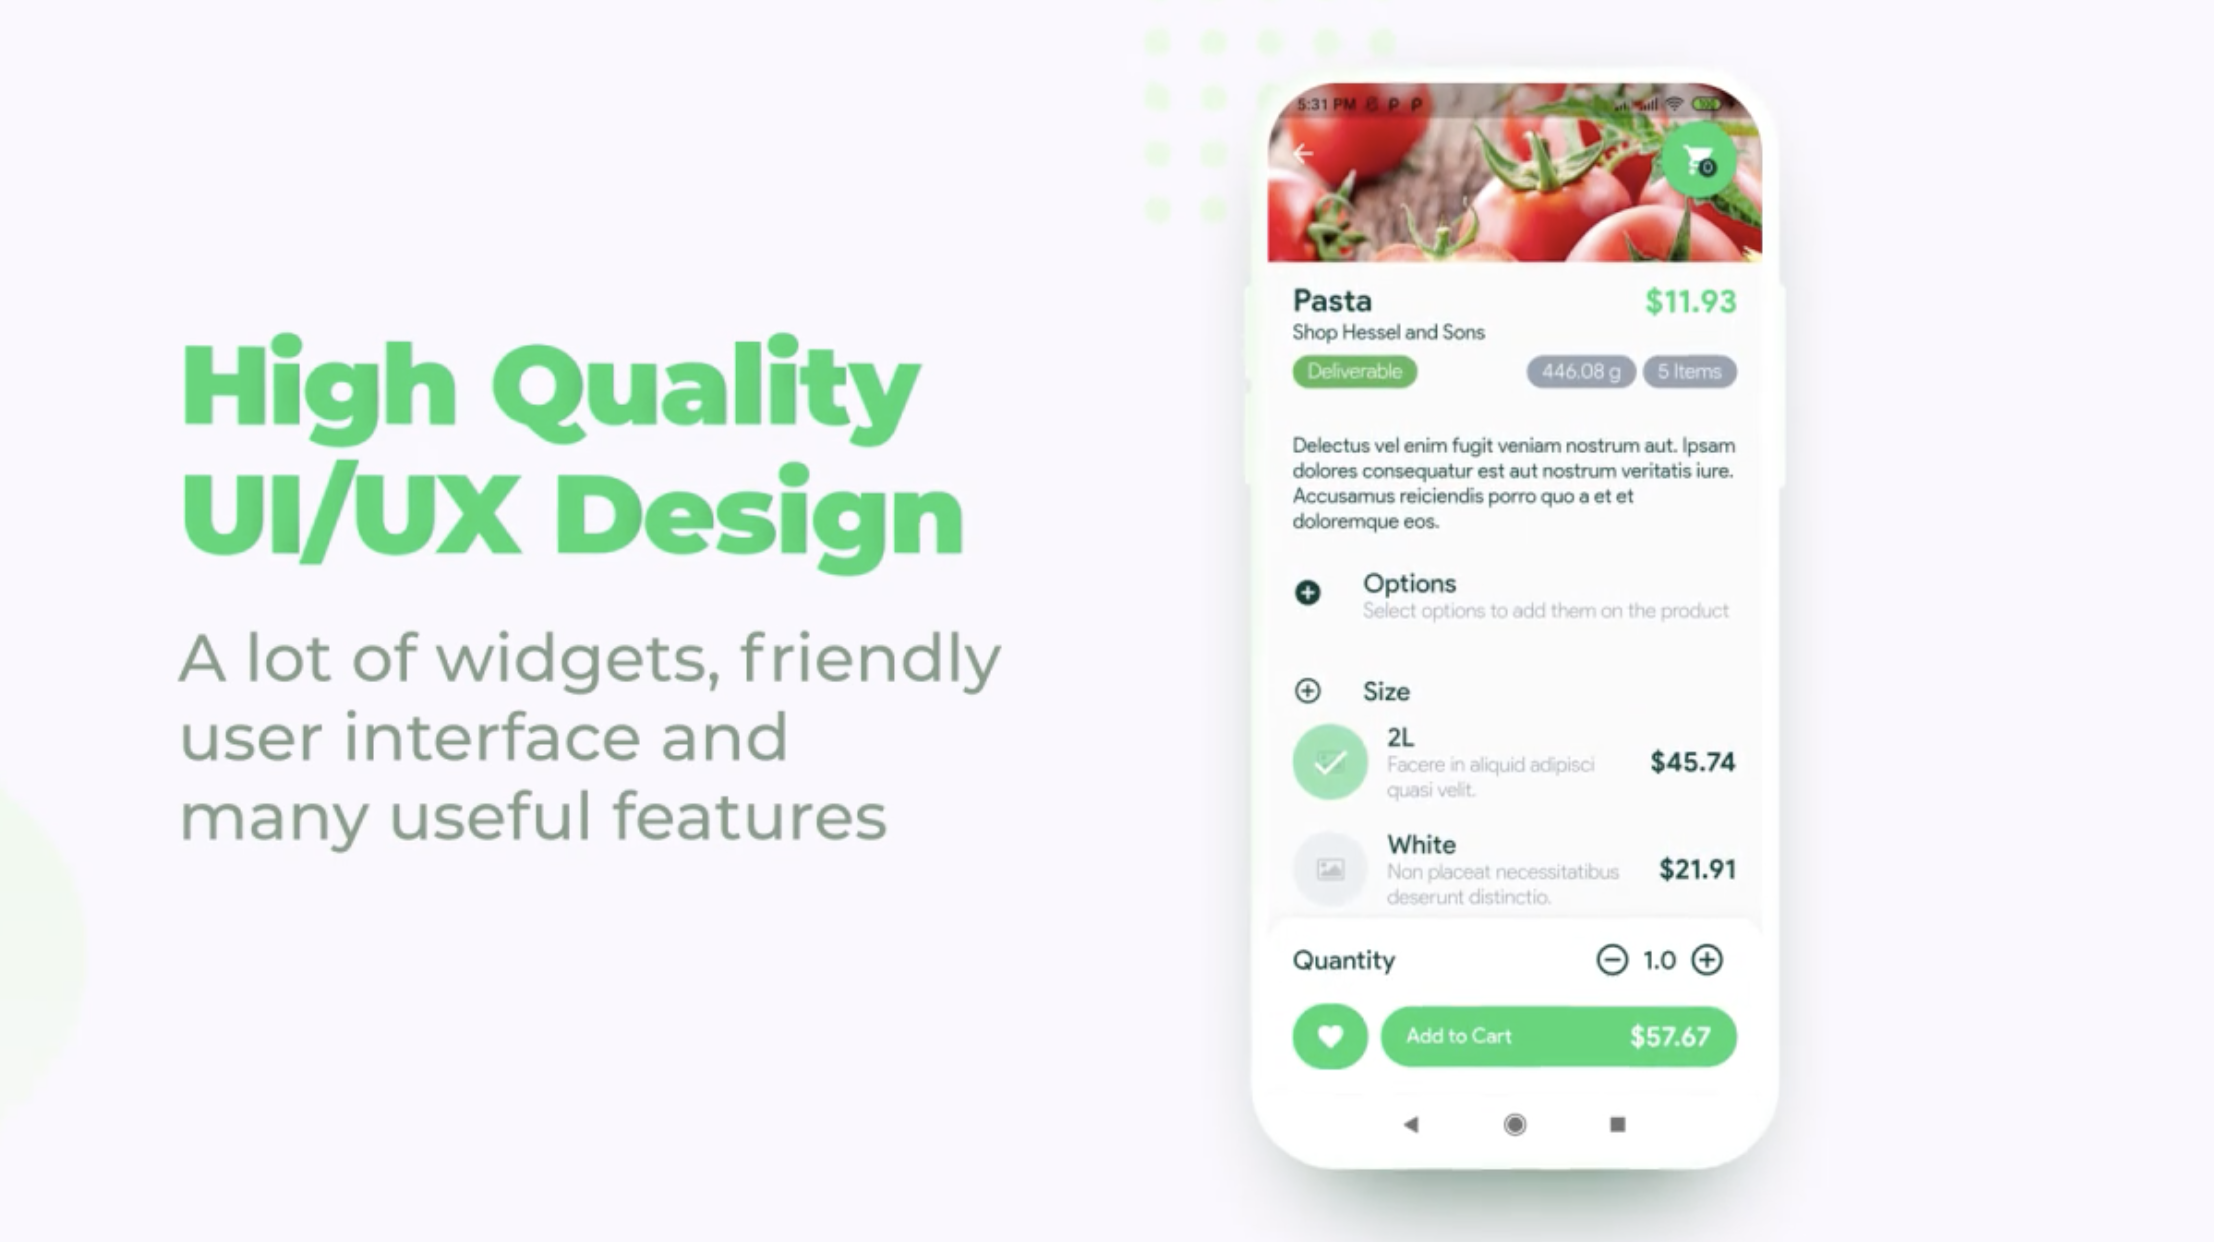 High Quality
UI/UX Design
A lot of widgets, friendly
user interface and
many useful features
5:31 PM
0
Pasta
$11.93
Shop Hessel and Sons
Deliverable
446.08 g
5 Items
Delectus vel enim fugit veniam nostrum aut. Ipsam
dolores consequatur est aut nostrum veritatis iure.
Accusamus reiciendis porro quo a et et
doloremque eos.
Options
Select options to add them on the product
Size
2L
Facere in aliquid adipisci
quasi velit.
$45.74
White
Non placeat necessitatibus
deserunt distinctio.
$21.91
Quantity
1.0
Add to Cart
$57.67